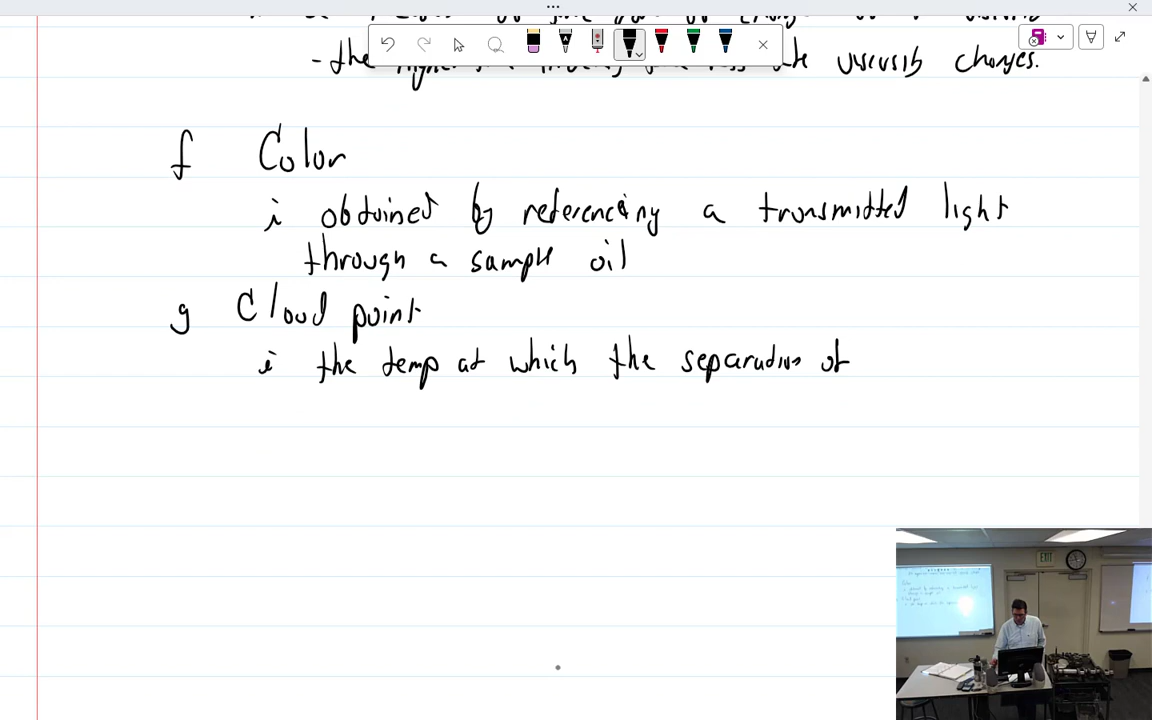 - the viscosity changes.
f Color
i obtained by referencing a transmitted light
through a sample oil
g Cloud point
i the temp at which the separation of
EXIT